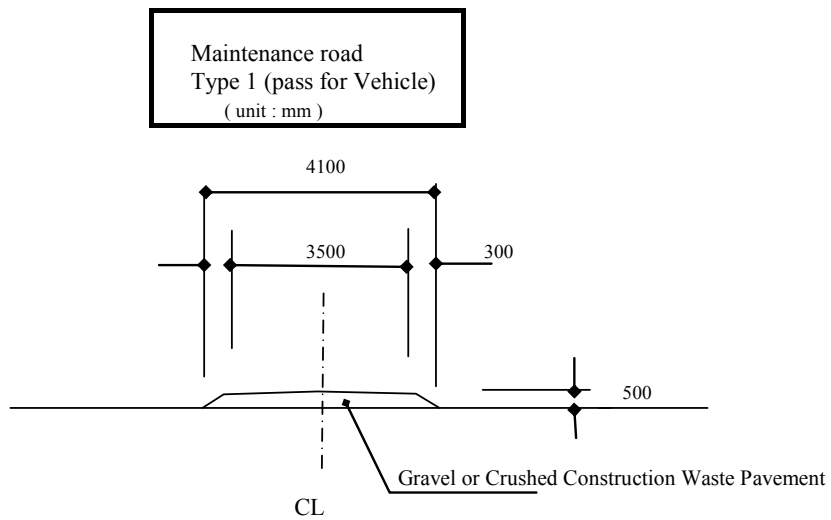 Maintenance road
Type 1 (pass for Vehicle)
( unit : mm )
4100
3500
300
500
Gravel or Crushed Construction Waste Pavement
CL